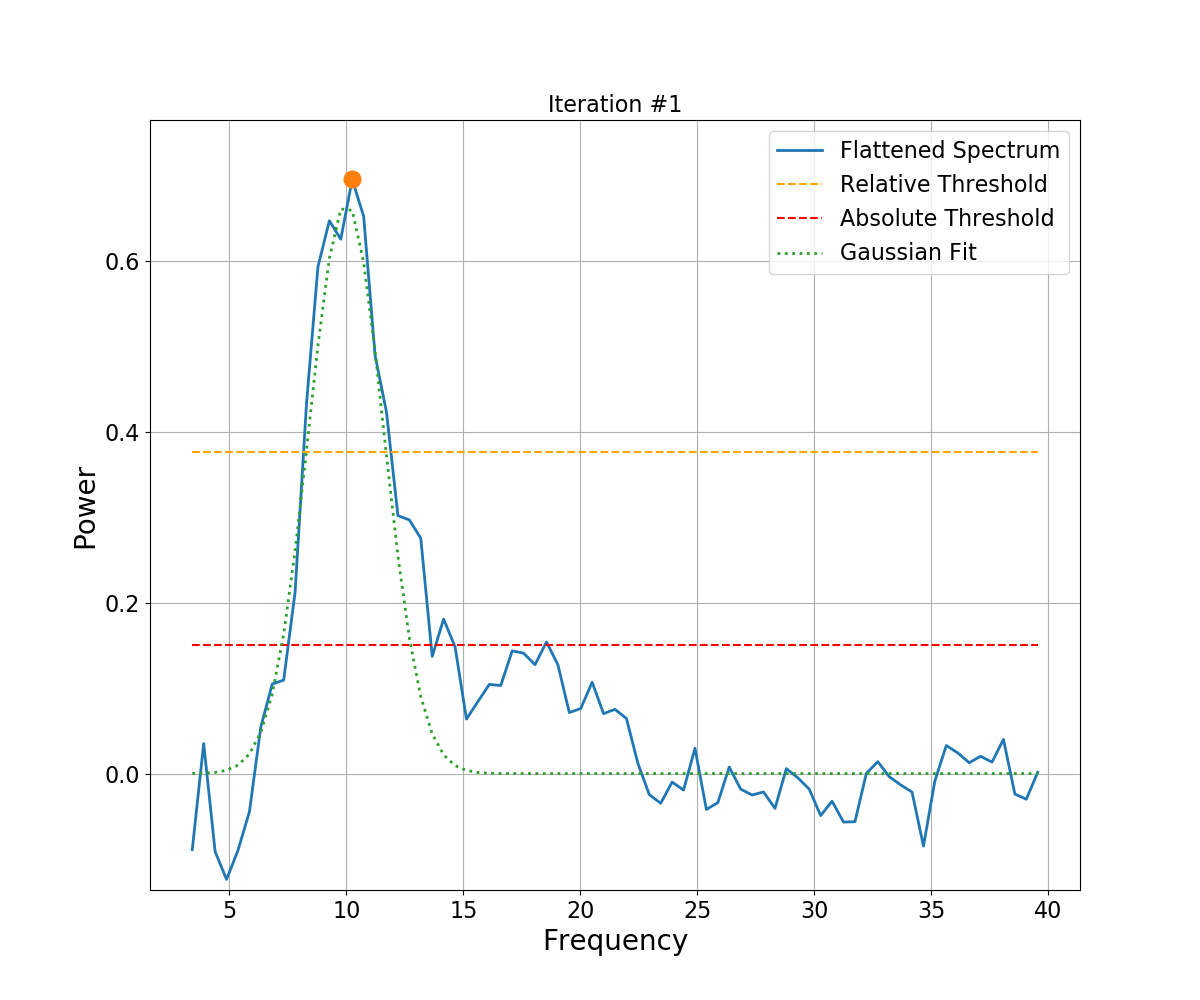 Iteration #1
Flattened Spectrum
Relative Threshold
Absolute Threshold
Gaussian Fit
Power
0.6
0.4
0.2
0.0
5 10 15 20 25 30 35 40
Frequency